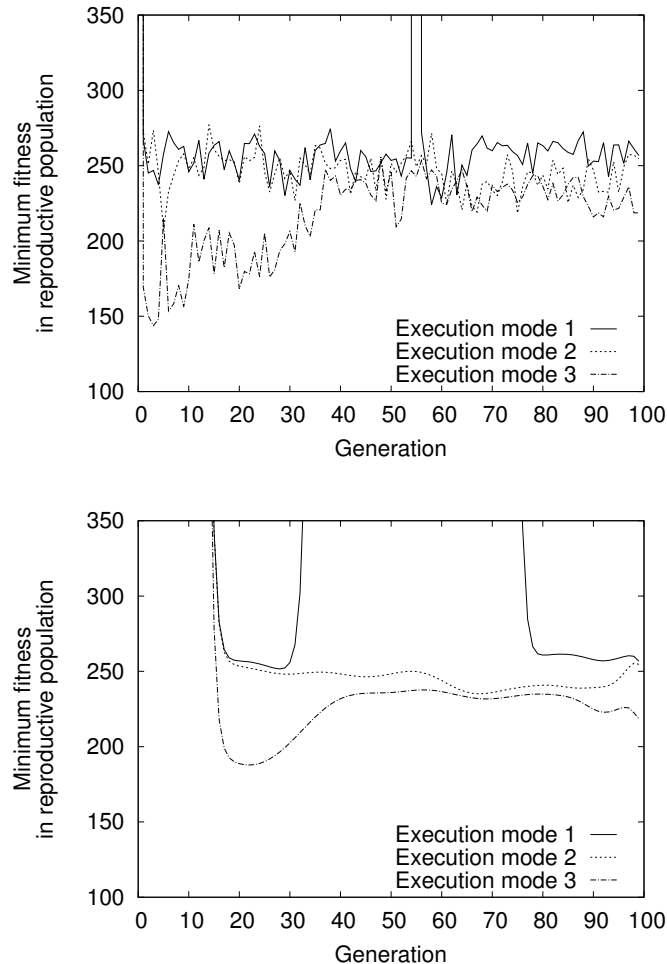 350
300
250
200
150
100
Minimum fitness
in reproductive population
Execution mode 1
Execution mode 2
Execution mode 3
0 10 20 30 40 50 60 70 80 90 100
Generation
350
300
250
200
150
100
Minimum fitness
in reproductive population
Execution mode 1
Execution mode 2
Execution mode 3
0 10 20 30 40 50 60 70 80 90 100
Generation